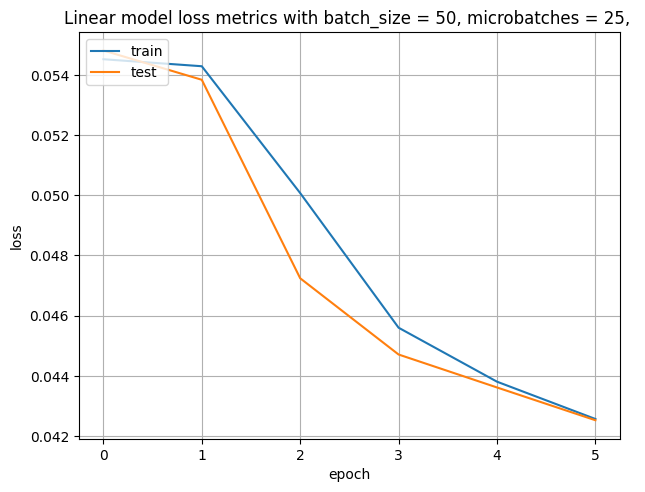 Linear model loss metrics with batch_size = 50, microbatches = 25,
train
test
0.054
0.052
0.050
0.048
0.046
0.044
0.042
loss
0 1 2 3 4 5
epoch